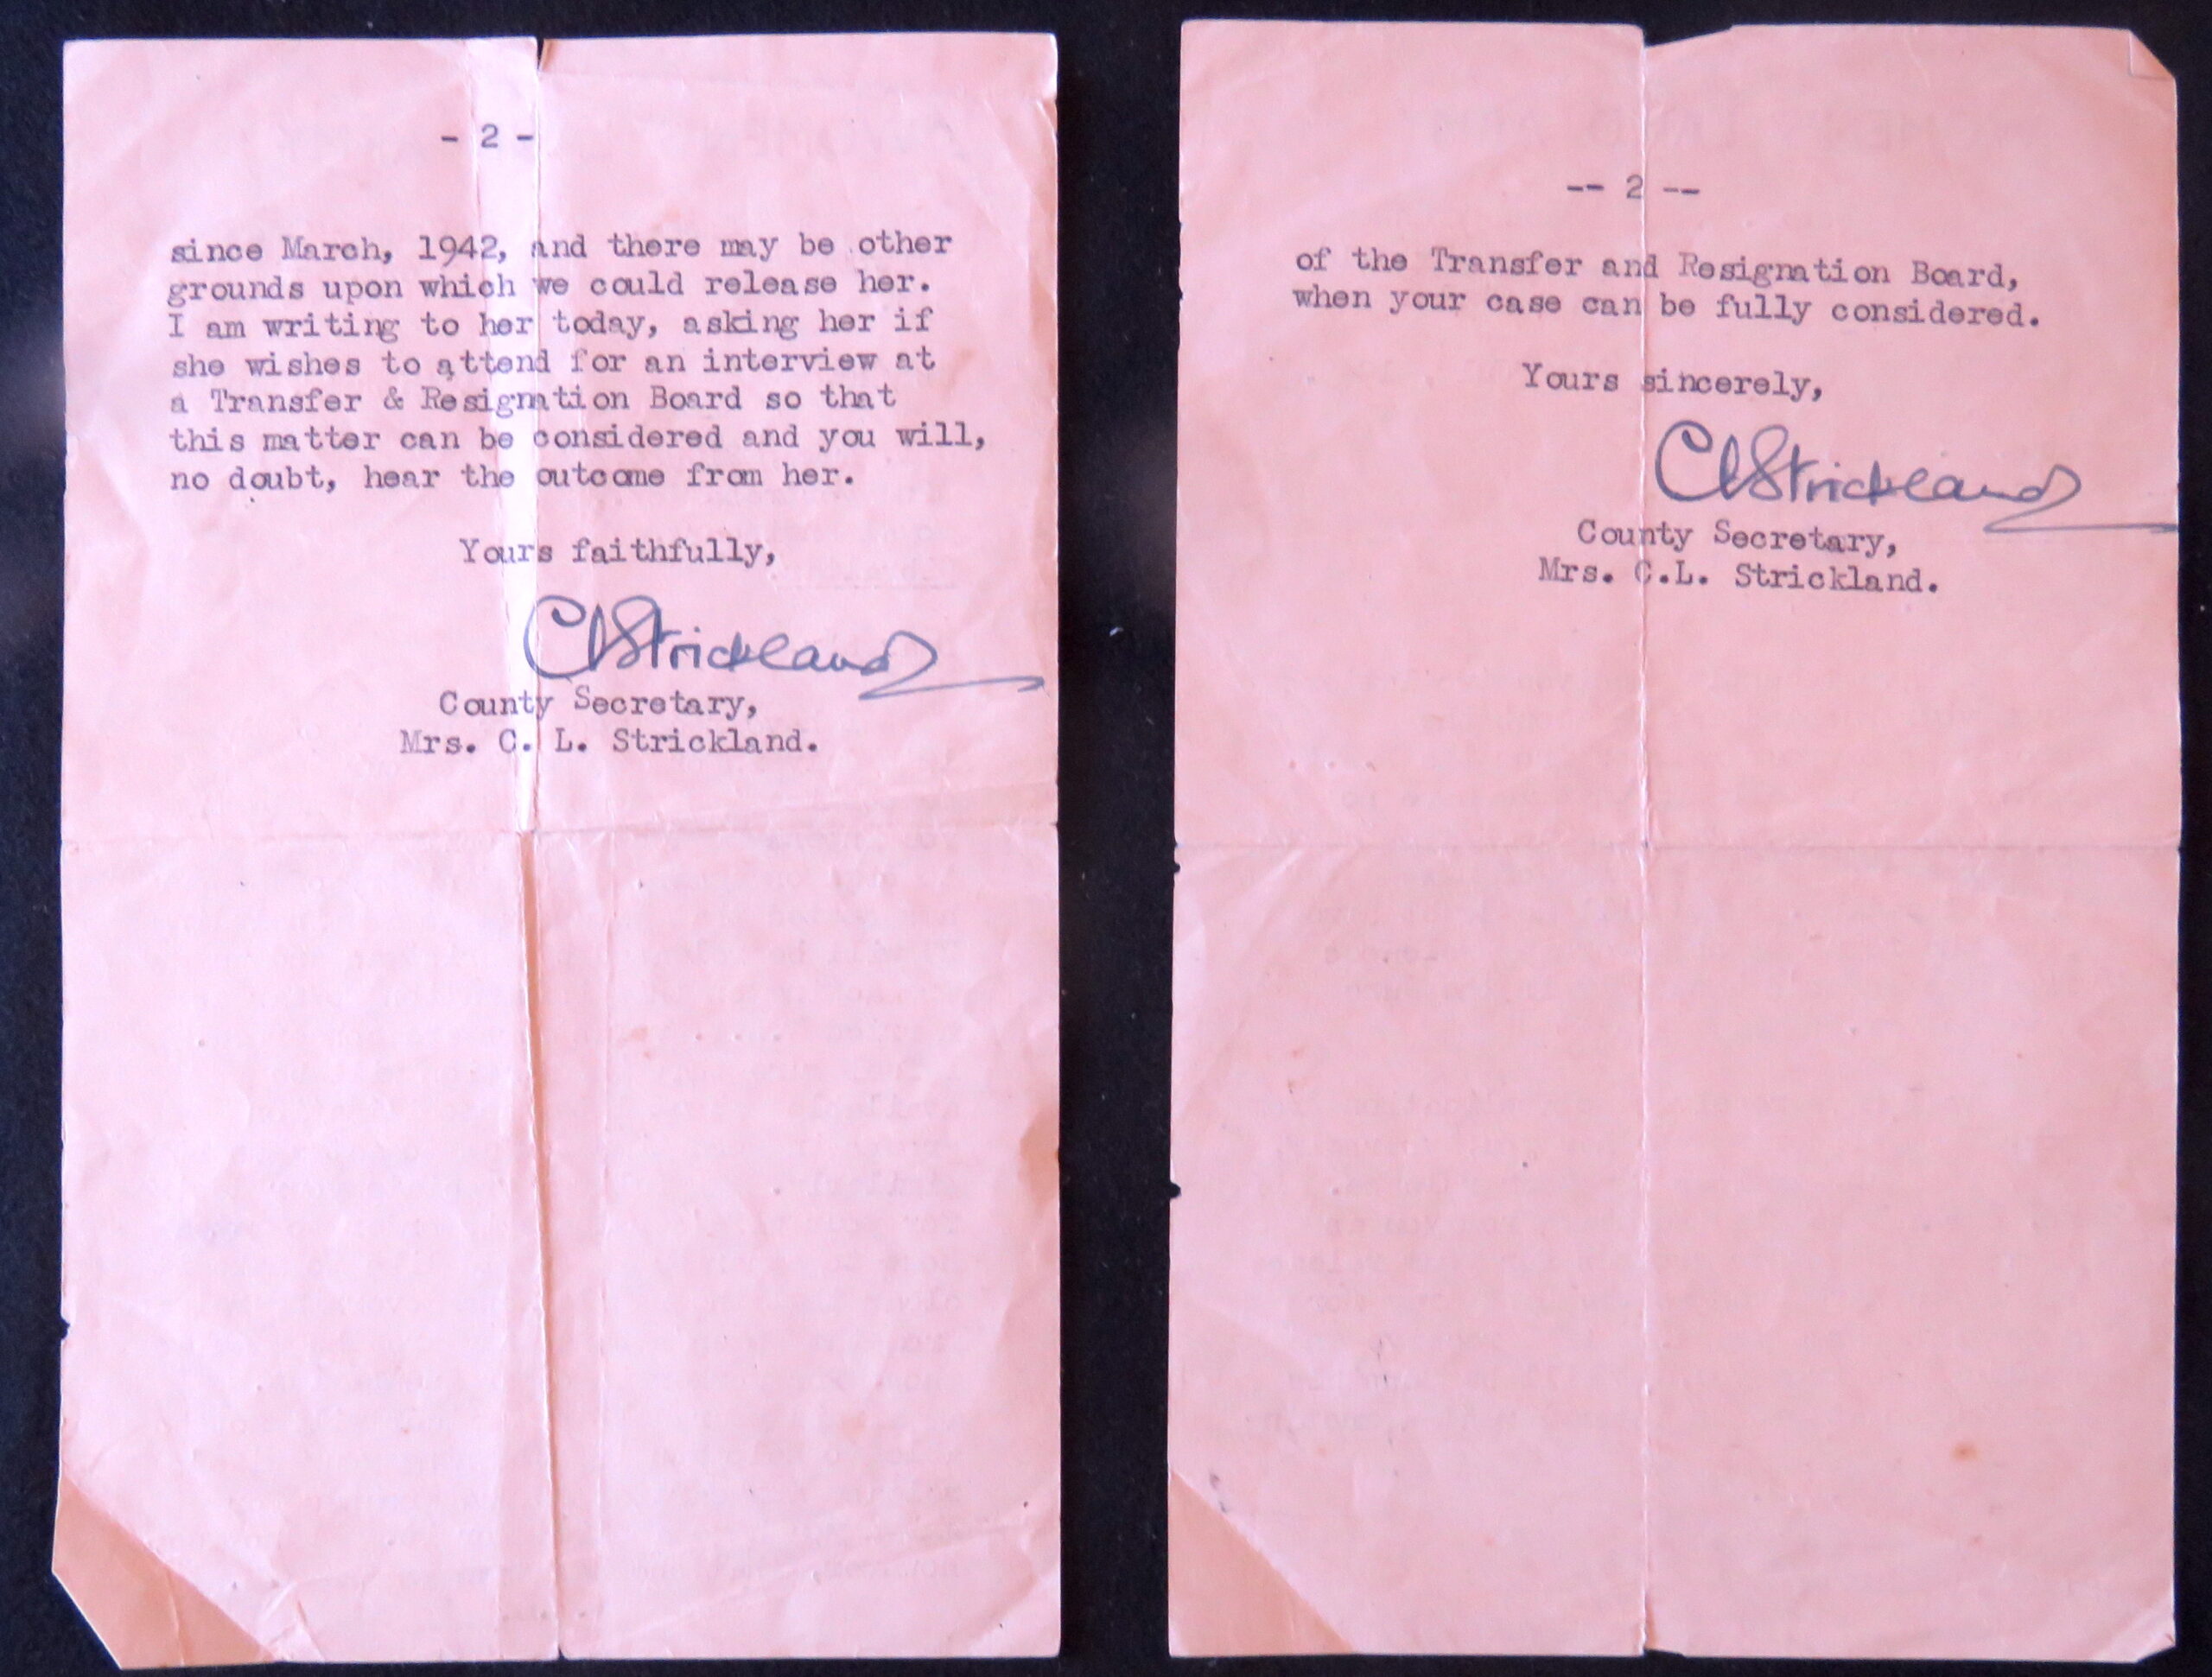 - 2 -
since March, 1942, and there may be other
grounds upon which we could release her.
I am writing to her today, asking her if
she wishes to attend for an interview at
a Transfer & Resignation Board so that
this matter can be considered and you will,
no doubt, hear the outcome from her.
Yours faithfully,
CLStrickland
County Secretary,
Mrs. C. L. Strickland.
-- 2 --
of the Transfer and Resignation Board,
when your case can be fully considered.
Yours sincerely,
CLStrickland
County Secretary,
Mrs. C.L. Strickland.